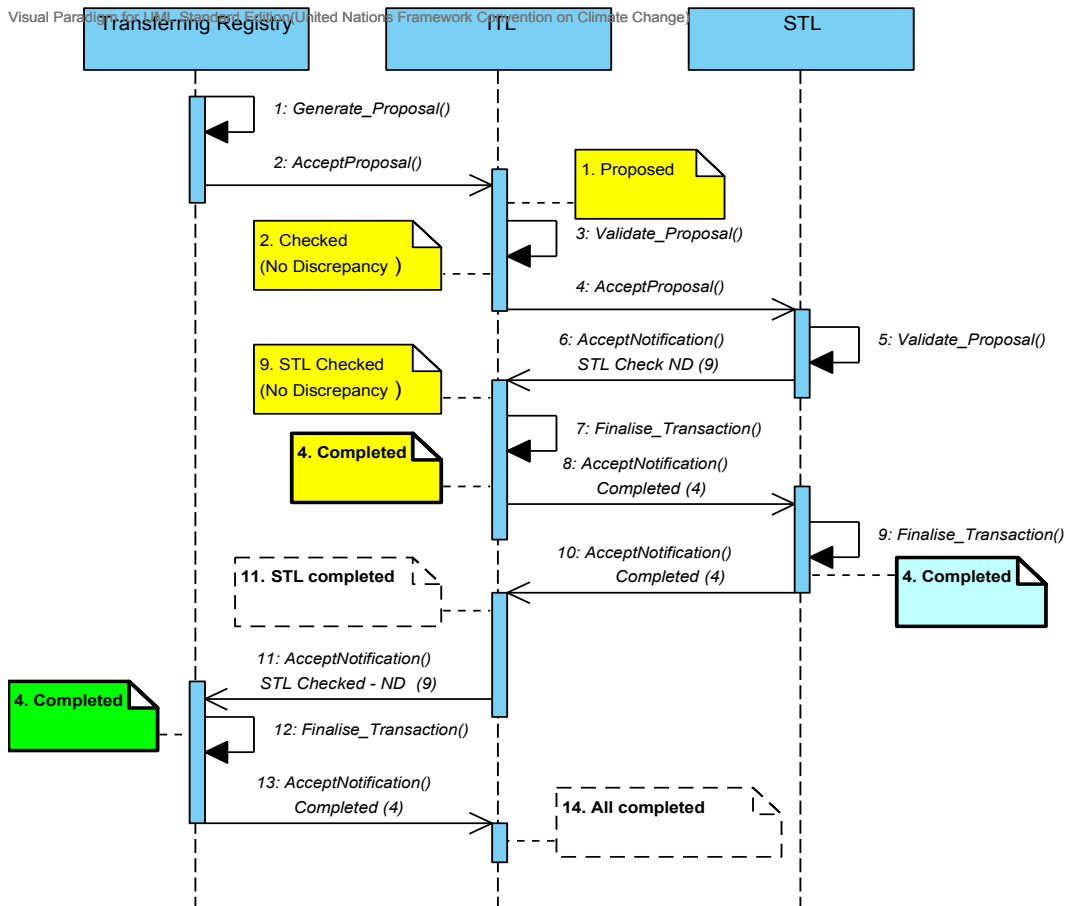 Visual Paradigm for UML Standard Edition(United Nations Framework Convention on Climate Change)
Transferring Registry
ITL
STL
1: Generate_Proposal()
2: AcceptProposal()
1. Proposed
2. Checked
(No Discrepancy )
3: Validate_Proposal()
4: AcceptProposal()
5: Validate_Proposal()
6: AcceptNotification()
STL Check ND (9)
9. STL Checked
(No Discrepancy )
7: Finalise_Transaction()
4. Completed
8: AcceptNotification()
Completed (4)
9: Finalise_Transaction()
10: AcceptNotification()
Completed (4)
11. STL completed
4. Completed
11: AcceptNotification()
STL Checked - ND (9)
4. Completed
12: Finalise_Transaction()
13: AcceptNotification()
Completed (4)
14. All completed